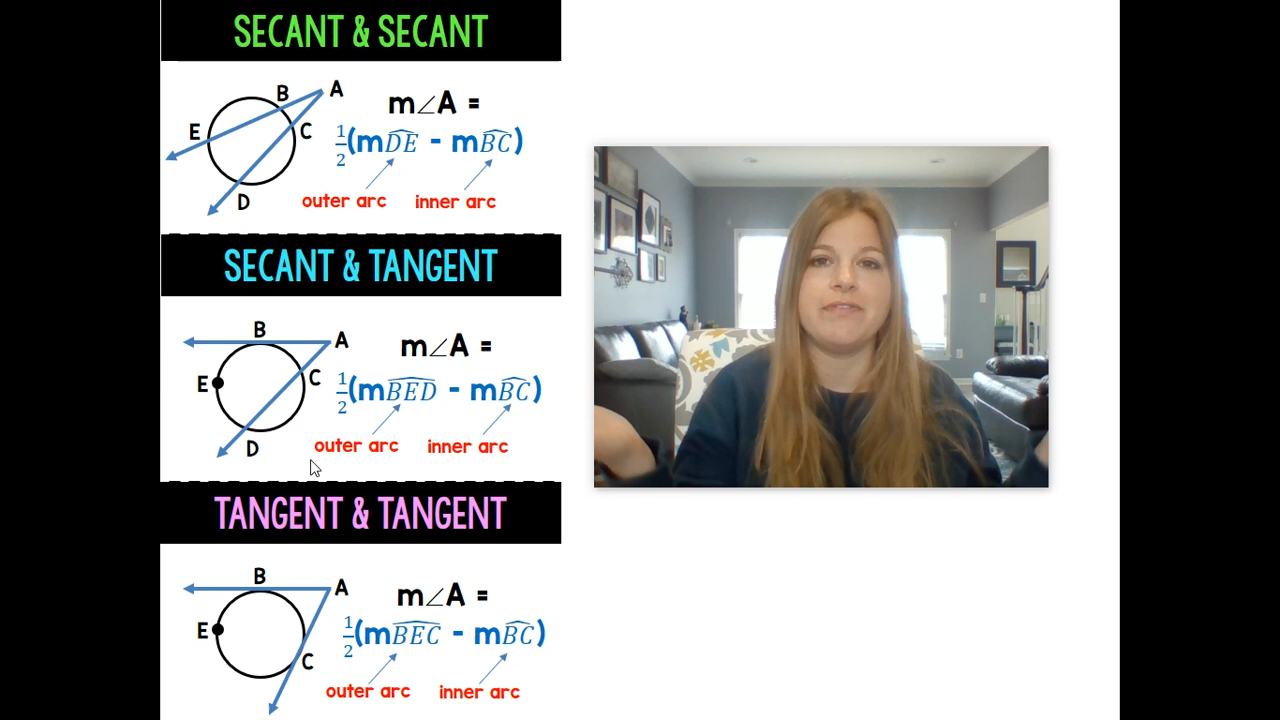 SECANT & SECANT
B
A
E
C
D
m∠A =
1/2(mDE - mBC)
outer arc inner arc
SECANT & TANGENT
B
A
E
C
D
m∠A =
1/2(mBED - mBC)
outer arc inner arc
TANGENT & TANGENT
B
A
E
C
m∠A =
1/2(mBEC - mBC)
outer arc inner arc